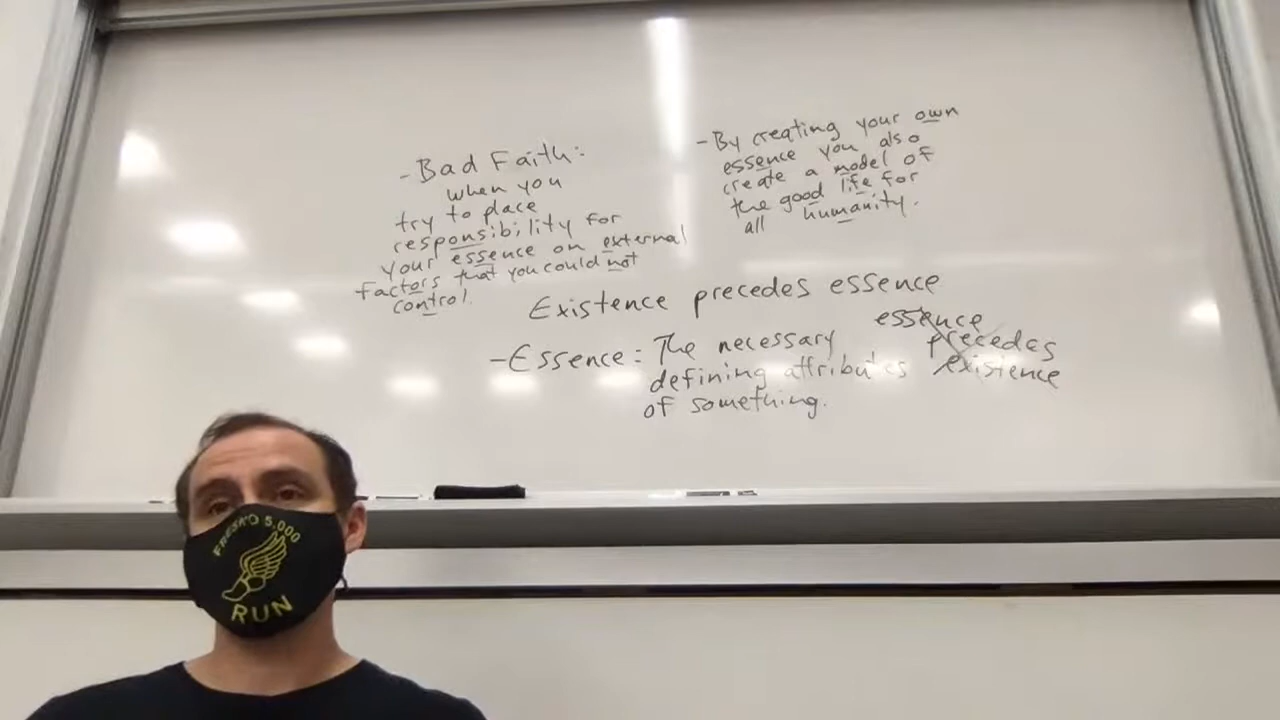 - Bad Faith:
when you
try to place
responsibility for
your essence on external
factors that you could not
control.
- By creating your own
essence you also
create a model of
the good life for
all humanity.
Existence precedes essence
- Essence: The necessary
defining attributes
of something.
essence
precedes
existence
FRESNO 5,000
RUN